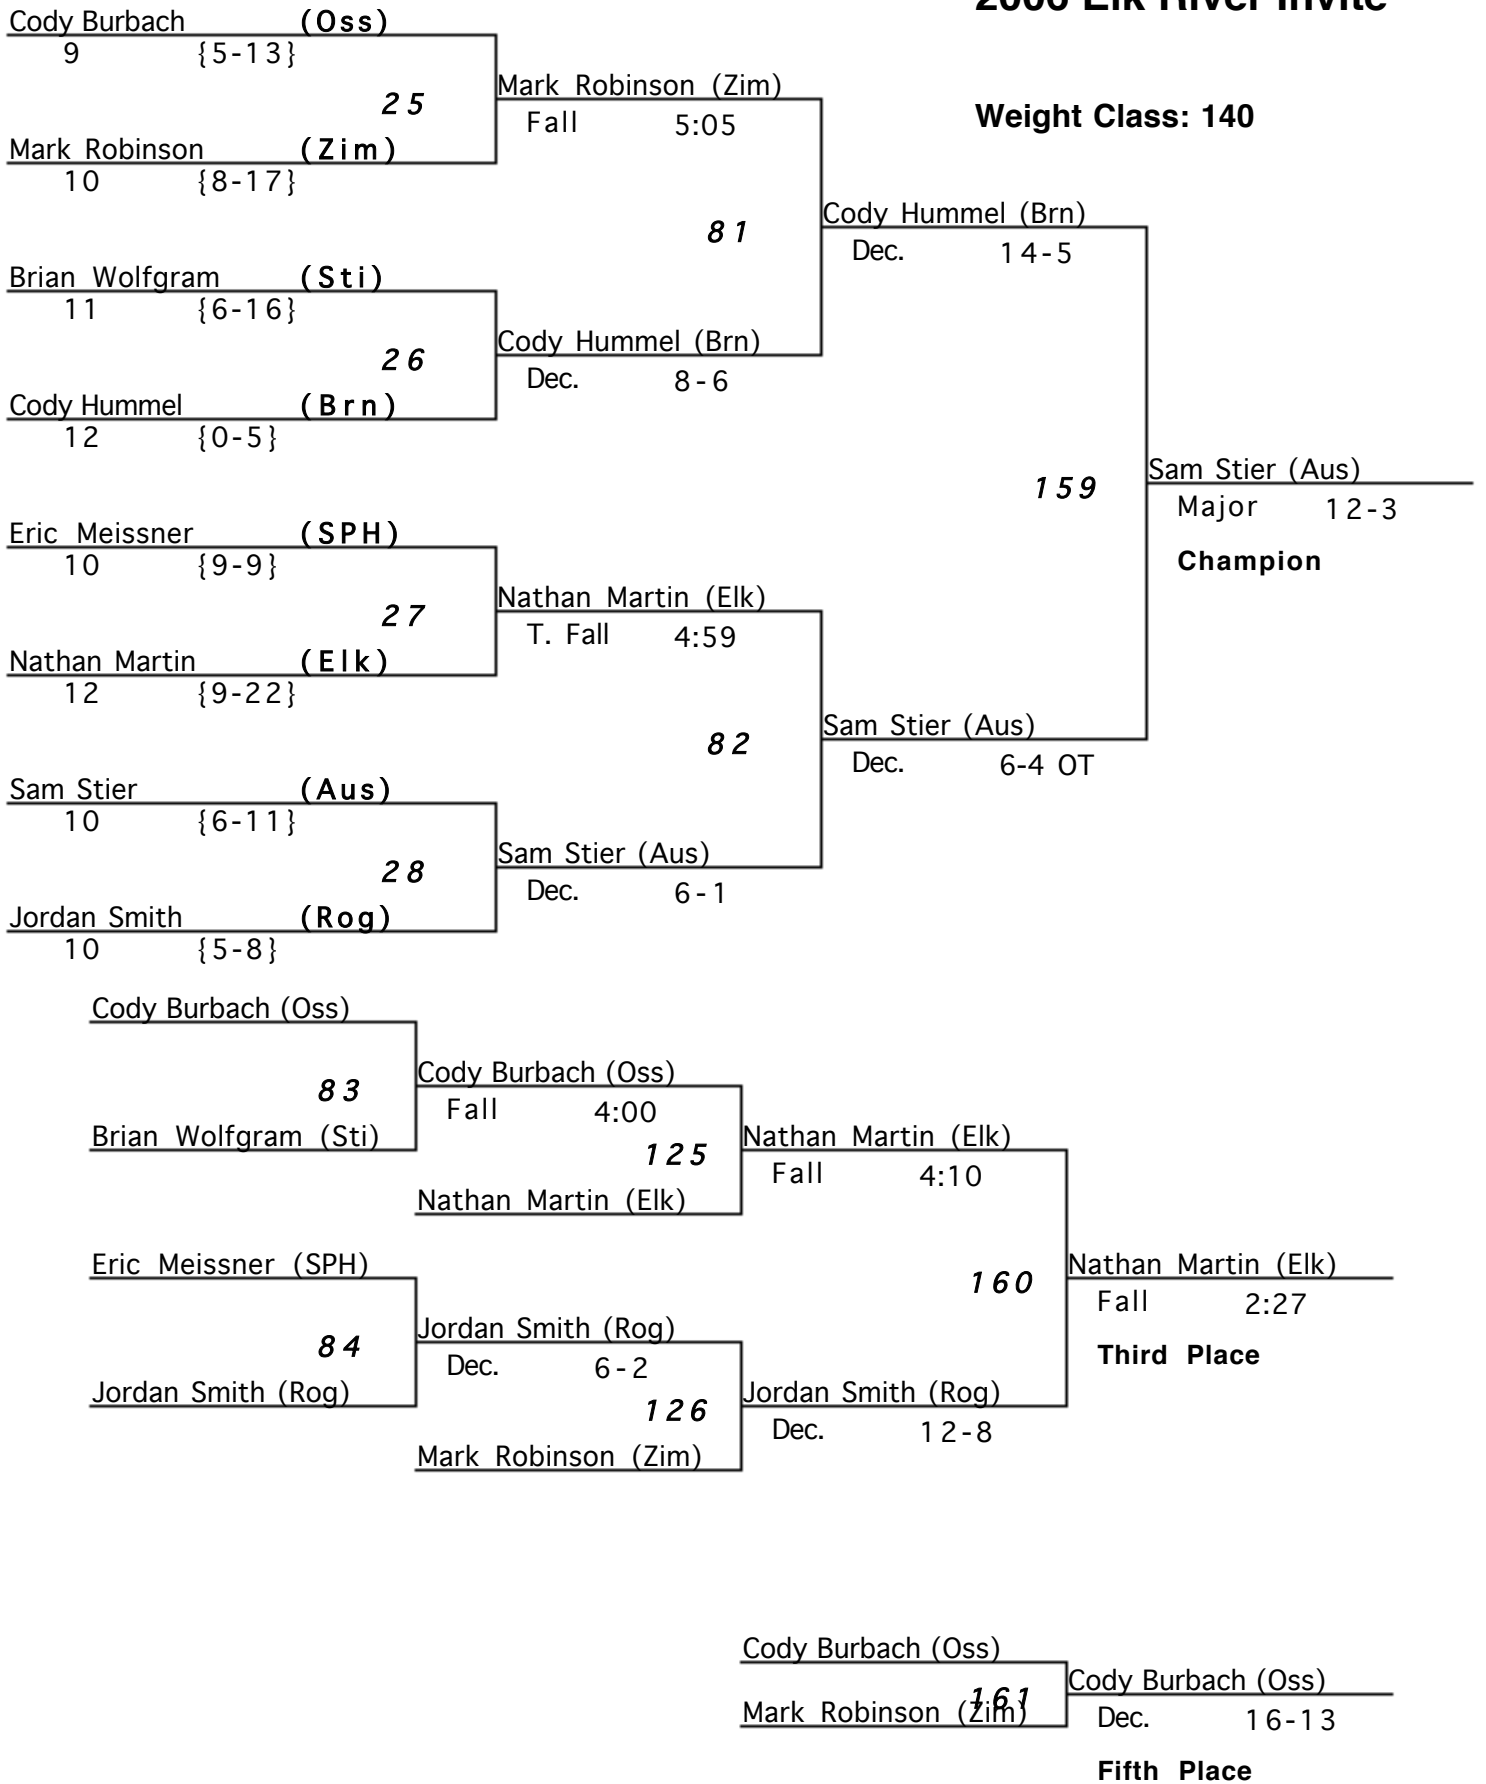 2006 Elk River Invite
Weight Class: 140
Cody Burbach (Oss)
9 {5-13}
25
Mark Robinson (Zim)
10 {8-17}
Mark Robinson (Zim)
Fall 5:05
81
Brian Wolfgram (Sti)
11 {6-16}
26
Cody Hummel (Brn)
12 {0-5}
Cody Hummel (Brn)
Dec. 8-6
Cody Hummel (Brn)
Dec. 14-5
159
Eric Meissner (SPH)
10 {9-9}
27
Nathan Martin (Elk)
12 {9-22}
Nathan Martin (Elk)
T. Fall 4:59
82
Sam Stier (Aus)
10 {6-11}
28
Jordan Smith (Rog)
10 {5-8}
Sam Stier (Aus)
Dec. 6-1
Sam Stier (Aus)
Dec. 6-4 OT
Sam Stier (Aus)
Major 12-3
Champion
Cody Burbach (Oss)
83
Brian Wolfgram (Sti)
Cody Burbach (Oss)
Fall 4:00
125
Nathan Martin (Elk)
Nathan Martin (Elk)
Fall 4:10
160
Eric Meissner (SPH)
84
Jordan Smith (Rog)
Jordan Smith (Rog)
Dec. 6-2
126
Mark Robinson (Zim)
Jordan Smith (Rog)
Dec. 12-8
Nathan Martin (Elk)
Fall 2:27
Third Place
Cody Burbach (Oss)
161
Mark Robinson (Zim)
Cody Burbach (Oss)
Dec. 16-13
Fifth Place